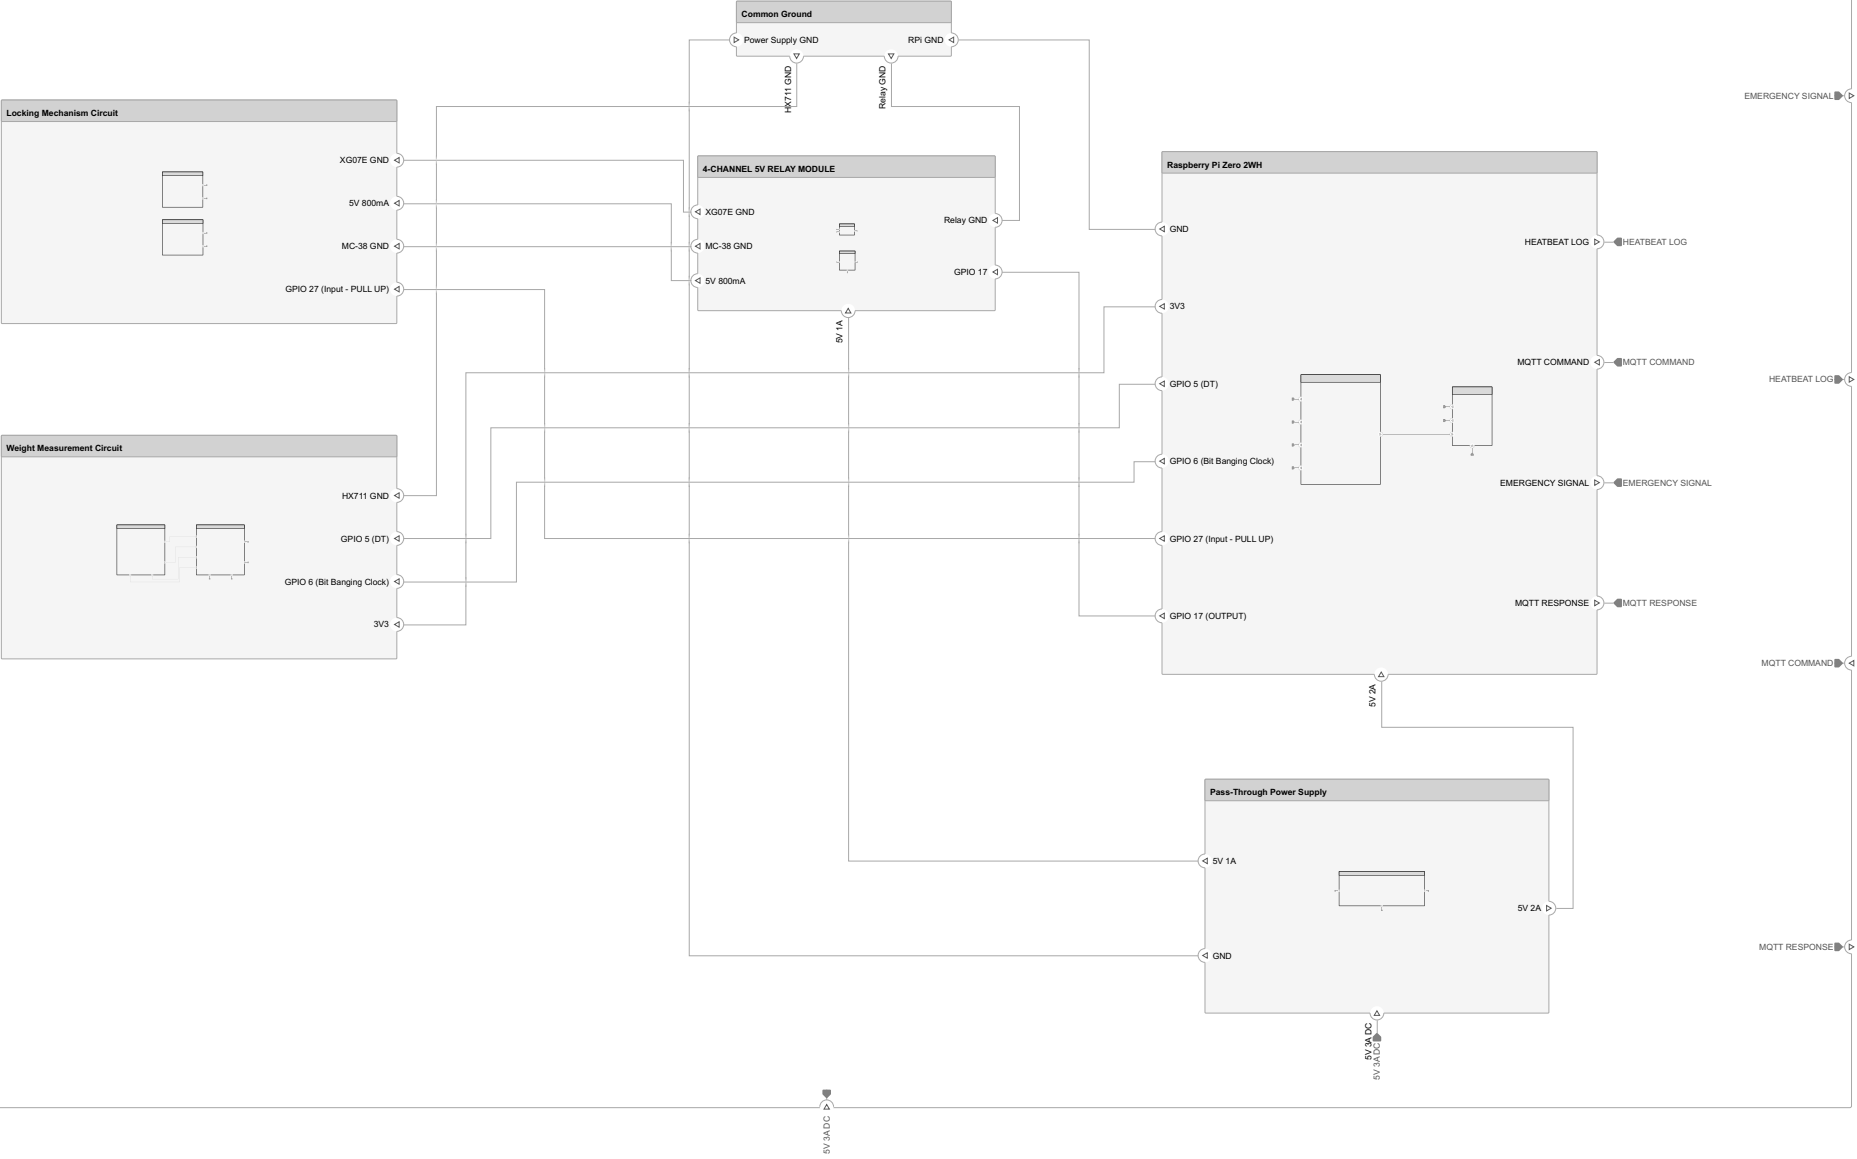 Common Ground
Power Supply GND
RPi GND
HX711 GND
Relay GND
EMERGENCY SIGNAL
Locking Mechanism Circuit
XG07E GND
5V 800mA
MC-38 GND
GPIO 27 (Input - PULL UP)
4-CHANNEL 5V RELAY MODULE
XG07E GND
MC-38 GND
5V 800mA
Relay GND
GPIO 17
5V 1A
Raspberry Pi Zero 2WH
GND
3V3
GPIO 5 (DT)
GPIO 6 (Bit Banging Clock)
GPIO 27 (Input - PULL UP)
GPIO 17 (OUTPUT)
HEATBEAT LOG
HEATBEAT LOG
MQTT COMMAND
MQTT COMMAND
EMERGENCY SIGNAL
EMERGENCY SIGNAL
MQTT RESPONSE
MQTT RESPONSE
5V 2A
HEATBEAT LOG
MQTT COMMAND
MQTT RESPONSE
Weight Measurement Circuit
HX711 GND
GPIO 5 (DT)
GPIO 6 (Bit Banging Clock)
3V3
Pass-Through Power Supply
5V 1A
5V 2A
GND
5V 3A DC
5V 3A DC
5V 3A DC